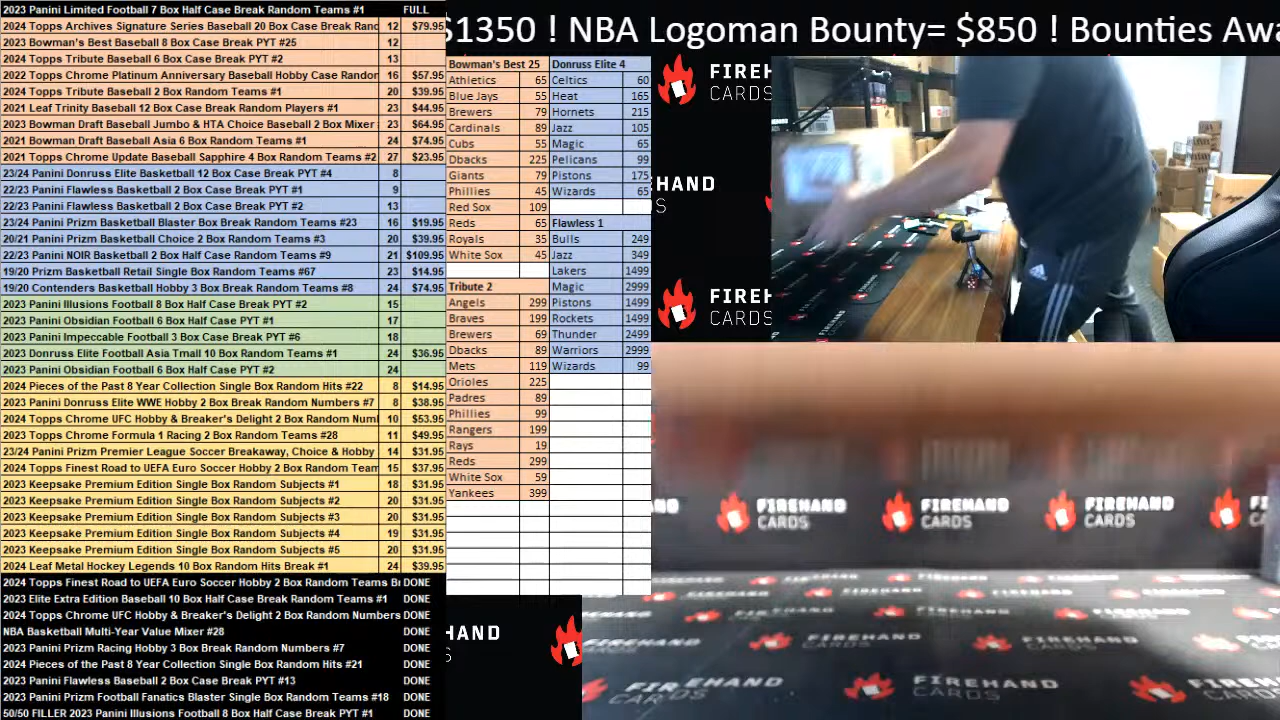 $1350 ! NBA Logoman Bounty= $850 ! Bounties Awa
2023 Panini Limited Football 7 Box Half Case Break Random Teams #1 FULL
2024 Topps Archives Signature Series Baseball 20 Box Case Break Rand 12 $79.95
2023 Bowman's Best Baseball 8 Box Case Break PYT #25 12
2024 Topps Tribute Baseball 6 Box Case Break PYT #2 13
2022 Topps Chrome Platinum Anniversary Baseball Hobby Case Randor 16 $57.95
2024 Topps Tribute Baseball 2 Box Random Teams #1 20 $39.95
2021 Leaf Trinity Baseball 12 Box Case Break Random Players #1 23 $44.95
2023 Bowman Draft Baseball Jumbo & HTA Choice Baseball 2 Box Mixer 23 $64.95
2021 Bowman Draft Baseball Asia 6 Box Random Teams #1 24 $74.95
2021 Topps Chrome Update Baseball Sapphire 4 Box Random Teams #2 27 $23.95
23/24 Panini Donruss Elite Basketball 12 Box Case Break PYT #4 8
22/23 Panini Flawless Basketball 2 Box Case Break PYT #1 9
22/23 Panini Flawless Basketball 2 Box Case Break PYT #2 13
23/24 Panini Prizm Basketball Blaster Box Break Random Teams #23 16 $19.95
20/21 Panini Prizm Basketball Choice 2 Box Random Teams #3 20 $39.95
22/23 Panini NOIR Basketball 2 Box Random Teams #9 21 $109.95
19/20 Prizm Basketball Retail Single Box Random Teams #67 23 $14.95
19/20 Contenders Basketball Hobby 3 Box Break Random Teams #8 24 $74.95
2023 Panini Illusions Football 8 Box Half Case Break PYT #2 15
2023 Panini Obsidian Football 6 Box Half Case PYT #1 17
2023 Panini Impeccable Football 3 Box Break PYT #6 18
2023 Donruss Elite Football Asia Tmall 10 Box Random Teams #1 24 $36.95
2023 Panini Obsidian Football 6 Box Half Case PYT #2 24
2024 Pieces of the Past 8 Year Collection Single Box Random Hits #22 8 $14.95
2023 Panini Donruss Elite WWE Hobby 2 Box Break Random Numbers #7 8 $38.95
2024 Topps Chrome UFC Hobby & Breaker's Delight 2 Box Random Numl 10 $53.95
2023 Topps Chrome Formula 1 Racing 2 Box Random Teams #28 11 $49.95
23/24 Panini Prizm Premier League Soccer Breakaway, Choice & Hobby 14 $31.95
2024 Topps Finest Road to UEFA Euro Soccer Hobby 2 Box Random Team 15 $37.95
2023 Keepsake Premium Edition Single Box Random Subjects #1 18 $31.95
2023 Keepsake Premium Edition Single Box Random Subjects #2 20 $31.95
2023 Keepsake Premium Edition Single Box Random Subjects #3 20 $31.95
2023 Keepsake Premium Edition Single Box Random Subjects #4 19 $31.95
2023 Keepsake Premium Edition Single Box Random Subjects #5 20 $31.95
2024 Leaf Metal Hockey Legends 10 Box Random Hits Break #1 24 $39.95
2024 Topps Finest Road to UEFA Euro Soccer Hobby 2 Box Random Teams Br DONE
2023 Elite Extra Edition Baseball 10 Box Half Case Break Random Teams #1 DONE
2024 Topps Chrome UFC Hobby & Breaker's Delight 2 Box Random Numbers DONE
NBA Basketball Multi-Year Value Mixer #28 DONE
2023 Panini Prizm Racing Hobby 3 Box Break Random Numbers #7 DONE
2024 Pieces of the Past 8 Year Collection Single Box Random Hits #21 DONE
2023 Panini Flawless Basketball 2 Box Case Break PYT #13 DONE
2023 Panini Prizm Football Fanatics Blaster Single Box Random Teams #18 DONE
50/50 FILLER 2023 Panini Illusions Football 8 Box Half Case Break PYT #1 DONE
Bowman's Best 25
Athletics 65
Blue Jays 55
Brewers 79
Cardinals 89
Cubs 55
Dbacks 225
Giants 79
Phillies 45
Red Sox 109
Reds 65
Royals 35
White Sox 45
Tribute 2
Angels 299
Braves 199
Brewers 69
Dbacks 89
Mets 119
Orioles 225
Padres 89
Phillies 99
Rangers 199
Rays 19
Reds 299
White Sox 59
Yankees 399
Donruss Elite 4
Celtics 60
Heat 165
Hornets 215
Jazz 105
Magic 65
Pelicans 99
Pistons 175
Wizards 65
Flawless 1
Bulls 249
Jazz 349
Lakers 1499
Magic 2999
Pistons 1499
Rockets 1499
Thunder 2499
Warriors 2999
Wizards 99
FIREH
CARDS
HAND
FIREH
CARDS
HAND
FIREHAND
CARDS
FIREHAND
CARDS
FIREHAND
CARDS
FIREHAND
CARDS
FIREHAND
CARDS